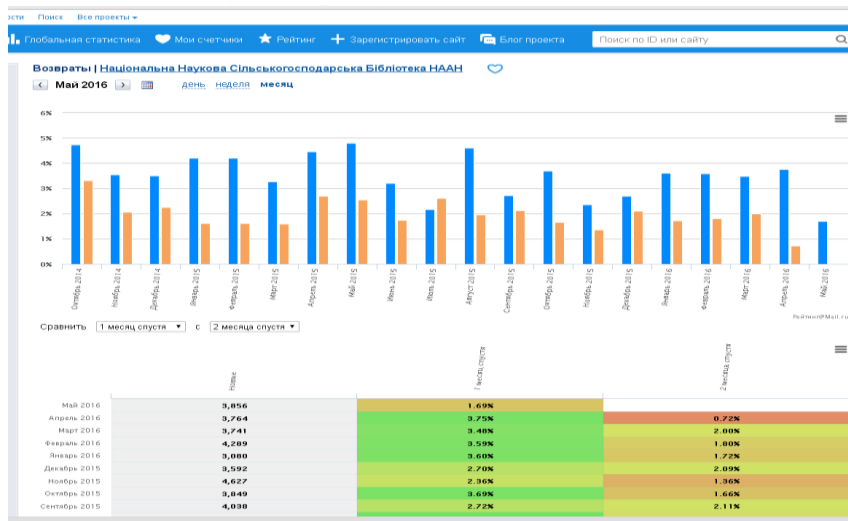 ости Поиск Все проекты
Глобальная статистика Мои счетчики Рейтинг Зарегистрировать сайт Блог проекта Поиск по ID или сайту
Возвраты | Національна Наукова Сільськогосподарська Бібліотека НААН
Май 2016 день неделя месяц
6%
5%
4%
3%
2%
1%
0%
Октябрь 2014 Ноябрь 2014 Декабрь 2014 Январь 2015 Февраль 2015 Март 2015 Апрель 2015 Май 2015 Июнь 2015 Июль 2015 Август 2015 Сентябрь 2015 Октябрь 2015 Ноябрь 2015 Декабрь 2015 Январь 2016 Февраль 2016 Март 2016 Апрель 2016 Май 2016
Рейтинг@Mail.ru
Сравнить 1 месяц спустя с 2 месяца спустя
Новые 1 месяц спустя 2 месяца спустя
Май 2016 3,856 1.69%
Апрель 2016 3,764 3.75% 0.72%
Март 2016 3,741 3.48% 2.00%
Февраль 2016 4,289 3.59% 1.80%
Январь 2016 3,080 3.60% 1.72%
Декабрь 2015 3,592 2.70% 2.09%
Ноябрь 2015 4,627 2.36% 1.36%
Октябрь 2015 3,849 3.69% 1.66%
Сентябрь 2015 4,038 2.72% 2.11%